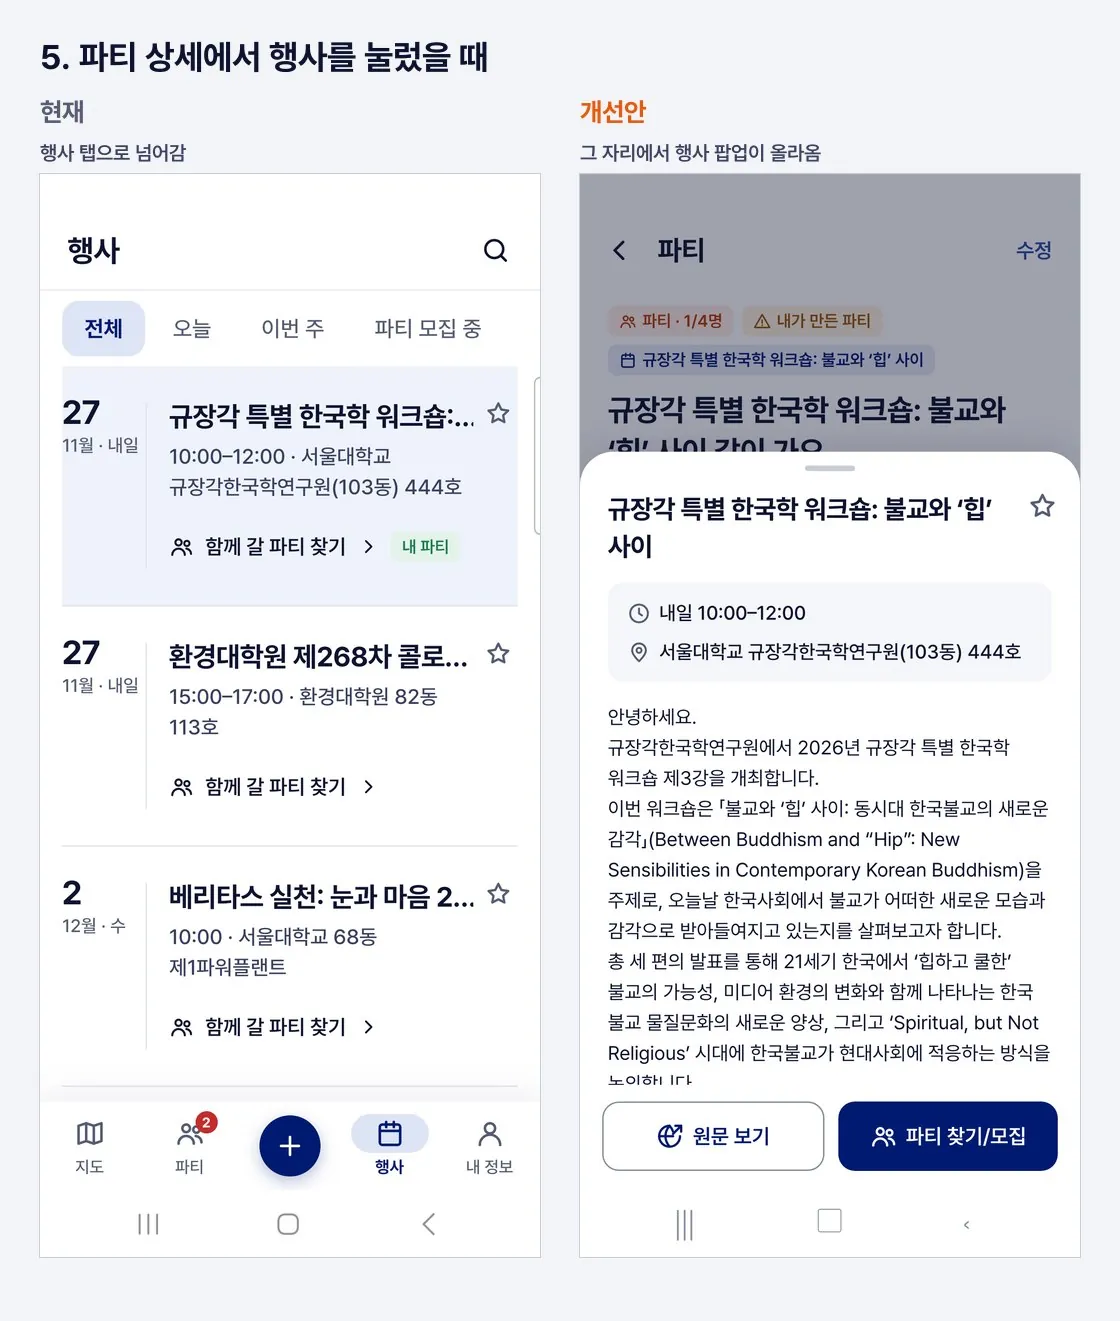 5. 파티 상세에서 행사를 눌렀을 때
현재
행사 탭으로 넘어감
행사
전체 오늘 이번 주 파티 모집 중
27
11월 · 내일
규장각 특별 한국학 워크숍:...
10:00–12:00 · 서울대학교
규장각한국학연구원(103동) 444호
함께 갈 파티 찾기
내 파티
27
11월 · 내일
환경대학원 제268차 콜로...
15:00–17:00 · 환경대학원 82동
113호
함께 갈 파티 찾기
2
12월 · 수
베리타스 실천: 눈과 마음 2...
10:00 · 서울대학교 68동
제1파워플랜트
함께 갈 파티 찾기
지도
파티
2
행사
내 정보
개선안
그 자리에서 행사 팝업이 올라옴
파티
수정
파티 · 1/4명
내가 만든 파티
규장각 특별 한국학 워크숍: 불교와 ‘힙’ 사이
규장각 특별 한국학 워크숍: 불교와
‘힙’ 사이 같이 가요
규장각 특별 한국학 워크숍: 불교와 ‘힙’
사이
내일 10:00–12:00
서울대학교 규장각한국학연구원(103동) 444호
안녕하세요.
규장각한국학연구원에서 2026년 규장각 특별 한국학
워크숍 제3강을 개최합니다.
이번 워크숍은 「불교와 ‘힙’ 사이: 동시대 한국불교의 새로운
감각」(Between Buddhism and “Hip”: New
Sensibilities in Contemporary Korean Buddhism)을
주제로, 오늘날 한국사회에서 불교가 어떠한 새로운 모습과
감각으로 받아들여지고 있는지를 살펴보고자 합니다.
총 세 편의 발표를 통해 21세기 한국에서 ‘힙하고 쿨한’
불교의 가능성, 미디어 환경의 변화와 함께 나타나는 한국
불교 물질문화의 새로운 양상, 그리고 ‘Spiritual, but Not
Religious’ 시대에 한국불교가 현대사회에 적응하는 방식을
논의합니다
원문 보기
파티 찾기/모집